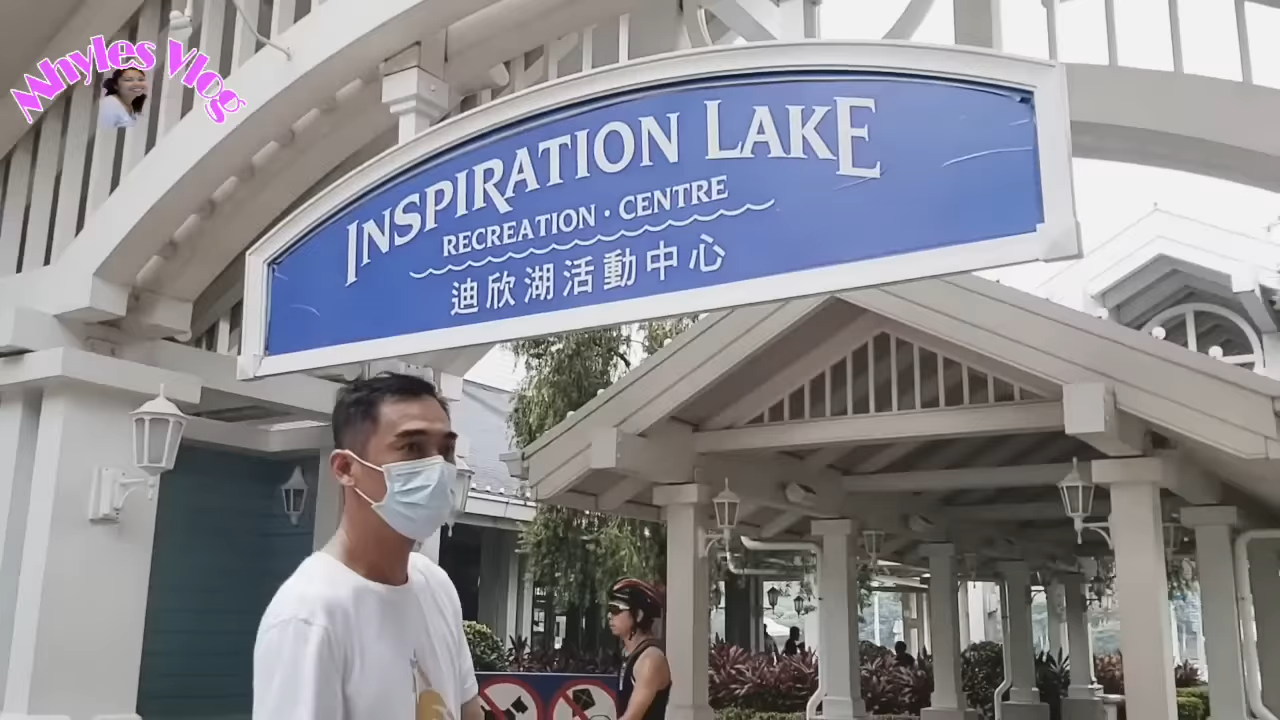 Mhyles Vlog
INSPIRATION LAKE
RECREATION · CENTRE
迪欣湖活動中心